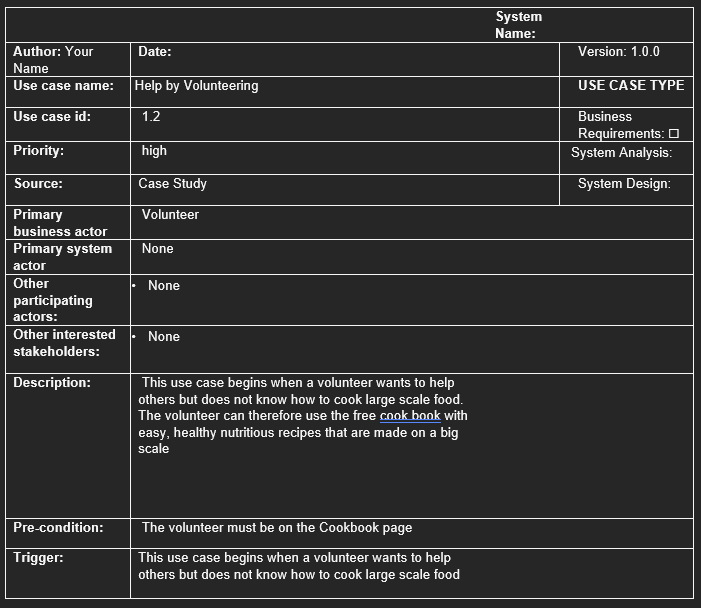 System
Name:
Author: Your
Name
Date:
Version: 1.0.0
Use case name:
Help by Volunteering
USE CASE TYPE
Use case id:
1.2
Business
Requirements: ☐
Priority:
high
System Analysis:
Source:
Case Study
System Design:
Primary
business actor
Volunteer
Primary system
actor
None
Other
participating
actors:
• None
Other interested
stakeholders:
• None
Description:
This use case begins when a volunteer wants to help
others but does not know how to cook large scale food.
The volunteer can therefore use the free cook book with
easy, healthy nutritious recipes that are made on a big
scale
Pre-condition:
The volunteer must be on the Cookbook page
Trigger:
This use case begins when a volunteer wants to help
others but does not know how to cook large scale food